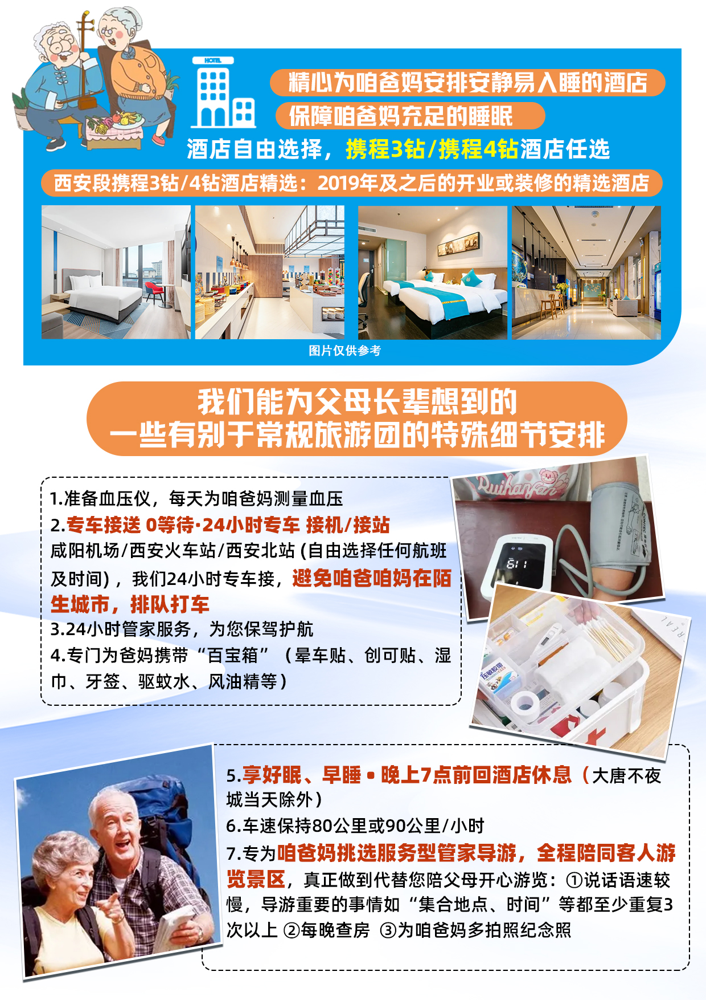 HOTEL
精心为咱爸妈安排安静易入睡的酒店
保障咱爸妈充足的睡眠
酒店自由选择，携程3钻/携程4钻酒店任选
西安段携程3钻/4钻酒店精选：2019年及之后的开业或装修的精选酒店
图片仅供参考
我们能为父母长辈想到的
一些有别于常规旅游团的特殊细节安排
1.准备血压仪，每天为咱爸妈测量血压
2.专车接送 0等待·24小时专车 接机/接站
咸阳机场/西安火车站/西安北站 (自由选择任何航班
及时间) ，我们24小时专车接，避免咱爸咱妈在陌
生城市，排队打车
3.24小时管家服务，为您保驾护航
4.专门为爸妈携带“百宝箱”（晕车贴、创可贴、湿
巾、牙签、驱蚊水、风油精等）
Ruihanfan
CONTEC
611
REAL
压敏胶带
5.享好眠、早睡•晚上7点前回酒店休息（大唐不夜
城当天除外）
6.车速保持80公里或90公里/小时
7.专为咱爸妈挑选服务型管家导游，全程陪同客人游
览景区，真正做到代替您陪父母开心游览：①说话语速较
慢，导游重要的事情如“集合地点、时间”等都至少重复3
次以上 ②每晚查房 ③为咱爸妈多拍照纪念照